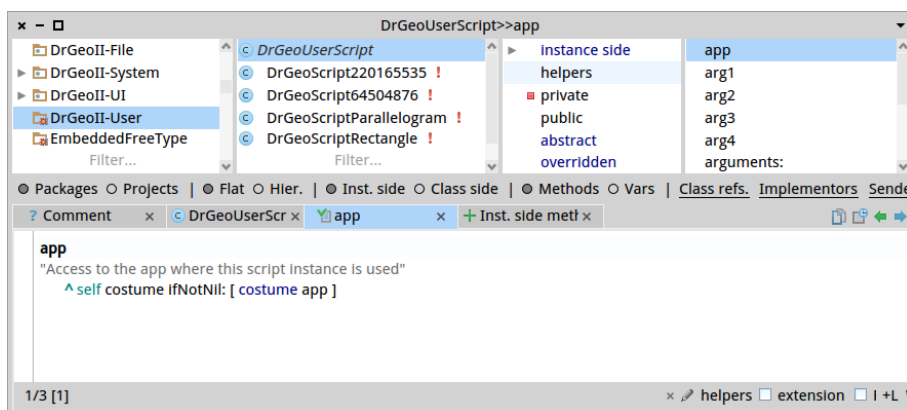 DrGeoUserScript>>app
DrGeoII-File
DrGeoII-System
DrGeoII-UI
DrGeoII-User
EmbeddedFreeType
Filter...
DrGeoUserScript
DrGeoScript220165535 !
DrGeoScript64504876 !
DrGeoScriptParallelogram !
DrGeoScriptRectangle !
Filter...
instance side
helpers
private
public
abstract
overridden
app
arg1
arg2
arg3
arg4
arguments:
Packages Projects | Flat Hier. | Inst. side Class side | Methods Vars | Class refs. Implementors Sende
? Comment × DrGeoUserScr × app × Inst. side metl ×
app
"Access to the app where this script instance is used"
^ self costume ifNotNil: [ costume app ]
1/3 [1] × helpers extension I +L